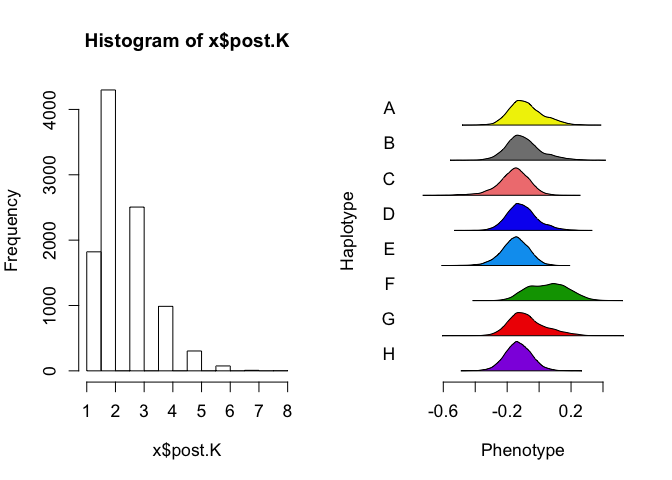 Histogram of x$post.K
Frequency
0
1000
2000
3000
4000
1 2 3 4 5 6 7 8
x$post.K
Haplotype
A
B
C
D
E
F
G
H
-0.6 -0.2 0.2
Phenotype